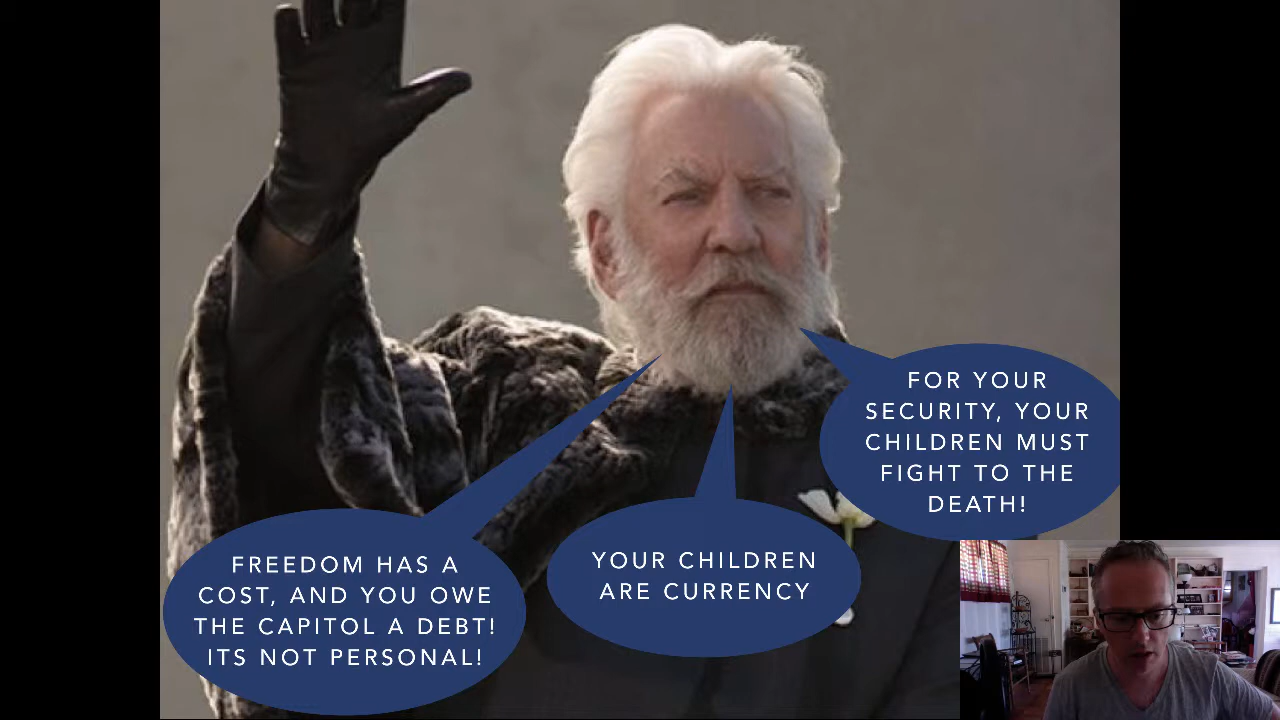 FREEDOM HAS A
COST, AND YOU OWE
THE CAPITOL A DEBT!
ITS NOT PERSONAL!
YOUR CHILDREN
ARE CURRENCY
FOR YOUR
SECURITY, YOUR
CHILDREN MUST
FIGHT TO THE
DEATH!